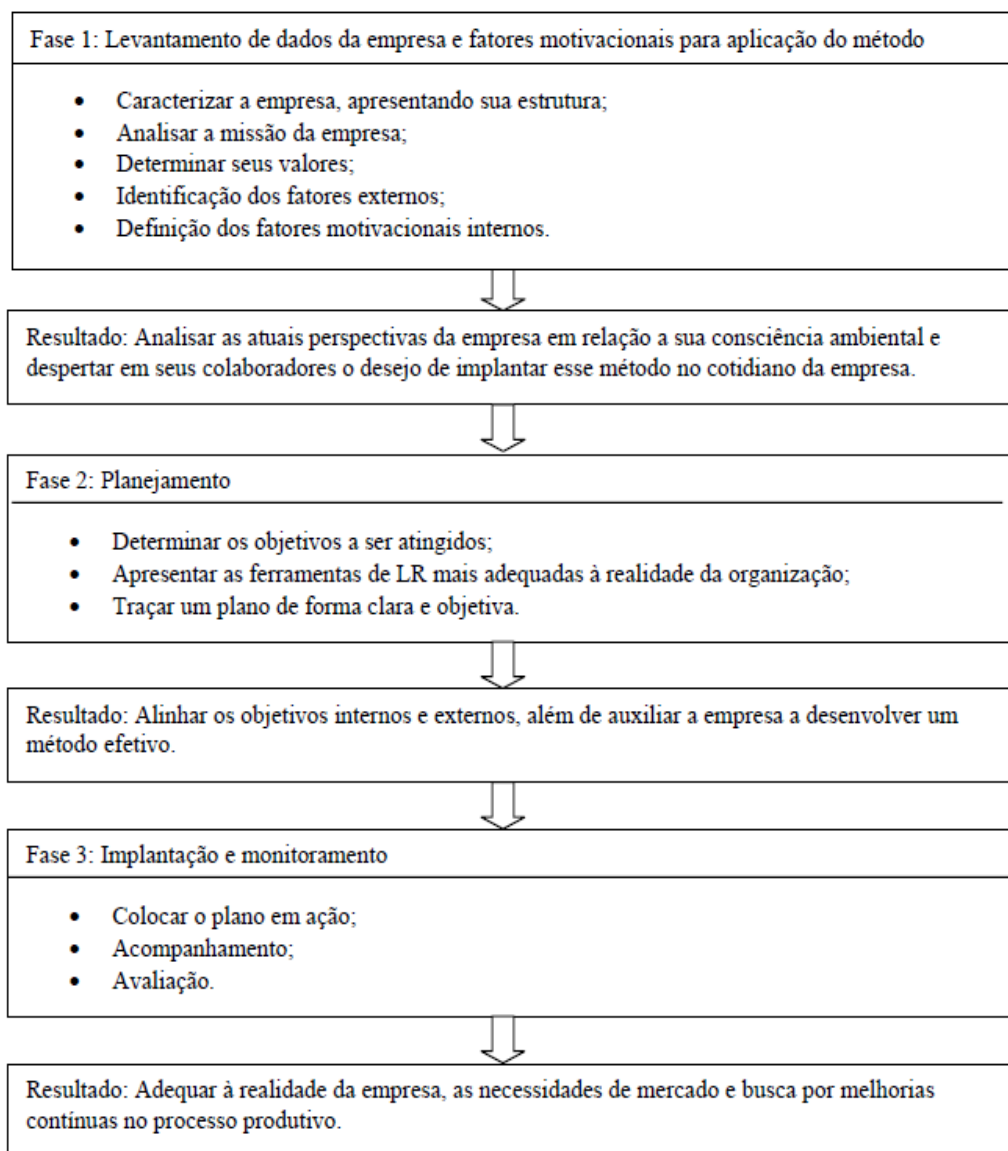 Fase 1: Levantamento de dados da empresa e fatores motivacionais para aplicação do método
• Caracterizar a empresa, apresentando sua estrutura;
• Analisar a missão da empresa;
• Determinar seus valores;
• Identificação dos fatores externos;
• Definição dos fatores motivacionais internos.
Resultado: Analisar as atuais perspectivas da empresa em relação a sua consciência ambiental e
despertar em seus colaboradores o desejo de implantar esse método no cotidiano da empresa.
Fase 2: Planejamento
• Determinar os objetivos a ser atingidos;
• Apresentar as ferramentas de LR mais adequadas à realidade da organização;
• Traçar um plano de forma clara e objetiva.
Resultado: Alinhar os objetivos internos e externos, além de auxiliar a empresa a desenvolver um
método efetivo.
Fase 3: Implantação e monitoramento
• Colocar o plano em ação;
• Acompanhamento;
• Avaliação.
Resultado: Adequar à realidade da empresa, as necessidades de mercado e busca por melhorias
contínuas no processo produtivo.